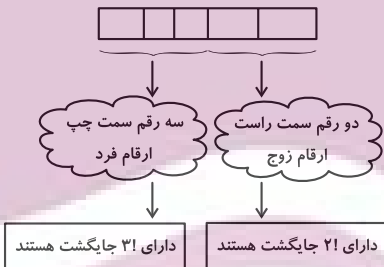 دو رقم سمت راست
ارقام زوج
سه رقم سمت چپ
ارقام فرد
دارای !۲ جایگشت هستند
دارای !۳ جایگشت هستند